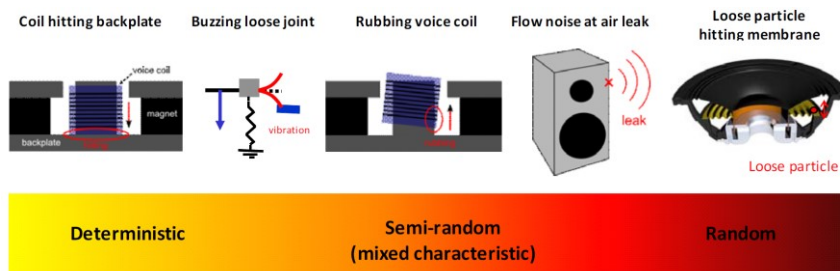 Coil hitting backplate
Buzzing loose joint
Rubbing voice coil
Flow noise at air leak
Loose particle
hitting membrane
voice coil
magnet
backplate
vibration
leak
Loose particle
Deterministic
Semi-random
(mixed characteristic)
Random